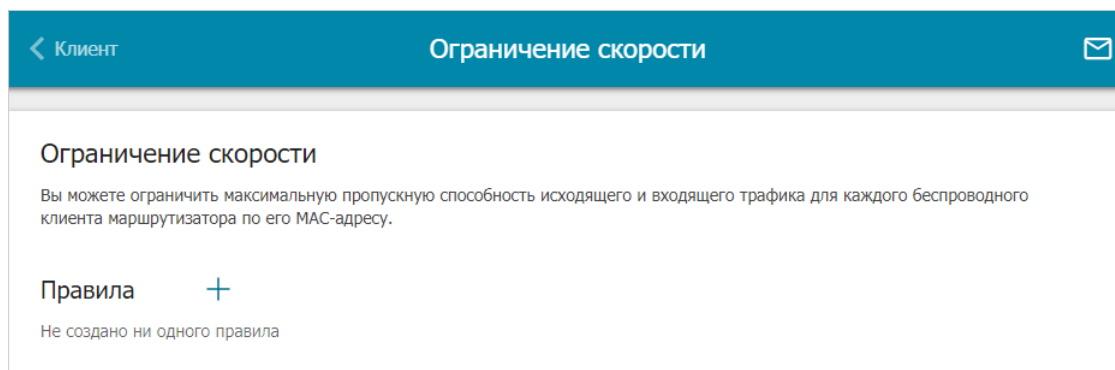 Клиент
Ограничение скорости
Ограничение скорости
Вы можете ограничить максимальную пропускную способность исходящего и входящего трафика для каждого беспроводного
клиента маршрутизатора по его MAC-адресу.
Правила
Не создано ни одного правила